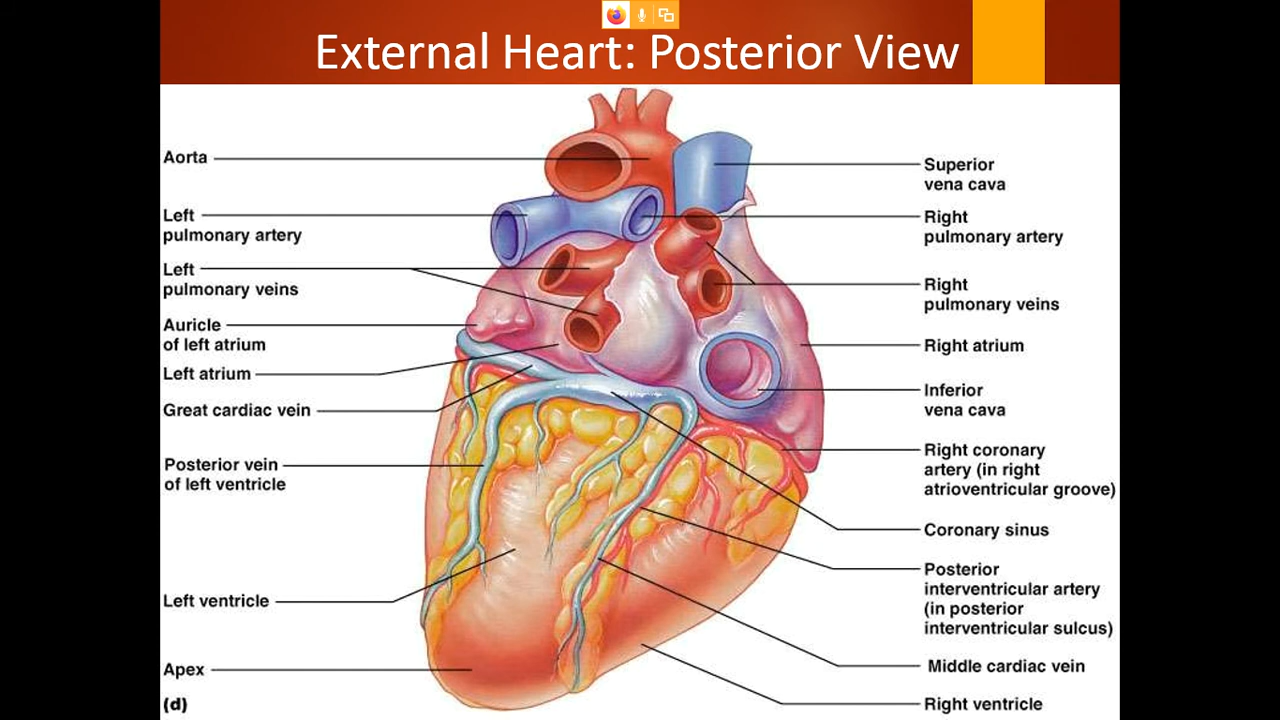 External Heart: Posterior View
Aorta
Left
pulmonary artery
Left
pulmonary veins
Auricle
of left atrium
Left atrium
Great cardiac vein
Posterior vein
of left ventricle
Left ventricle
Apex
(d)
Superior
vena cava
Right
pulmonary artery
Right
pulmonary veins
Right atrium
Inferior
vena cava
Right coronary
artery (in right
atrioventricular groove)
Coronary sinus
Posterior
interventricular artery
(in posterior
interventricular sulcus)
Middle cardiac vein
Right ventricle